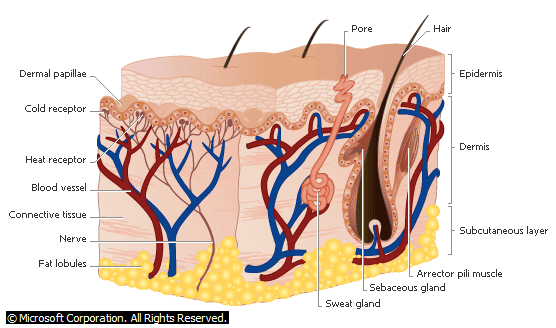 Pore
Hair
Dermal papillae
Epidermis
Cold receptor
Dermis
Heat receptor
Blood vessel
Connective tissue
Subcutaneous layer
Nerve
Fat lobules
Arrector pili muscle
Sebaceous gland
Sweat gland
© Microsoft Corporation. All Rights Reserved.